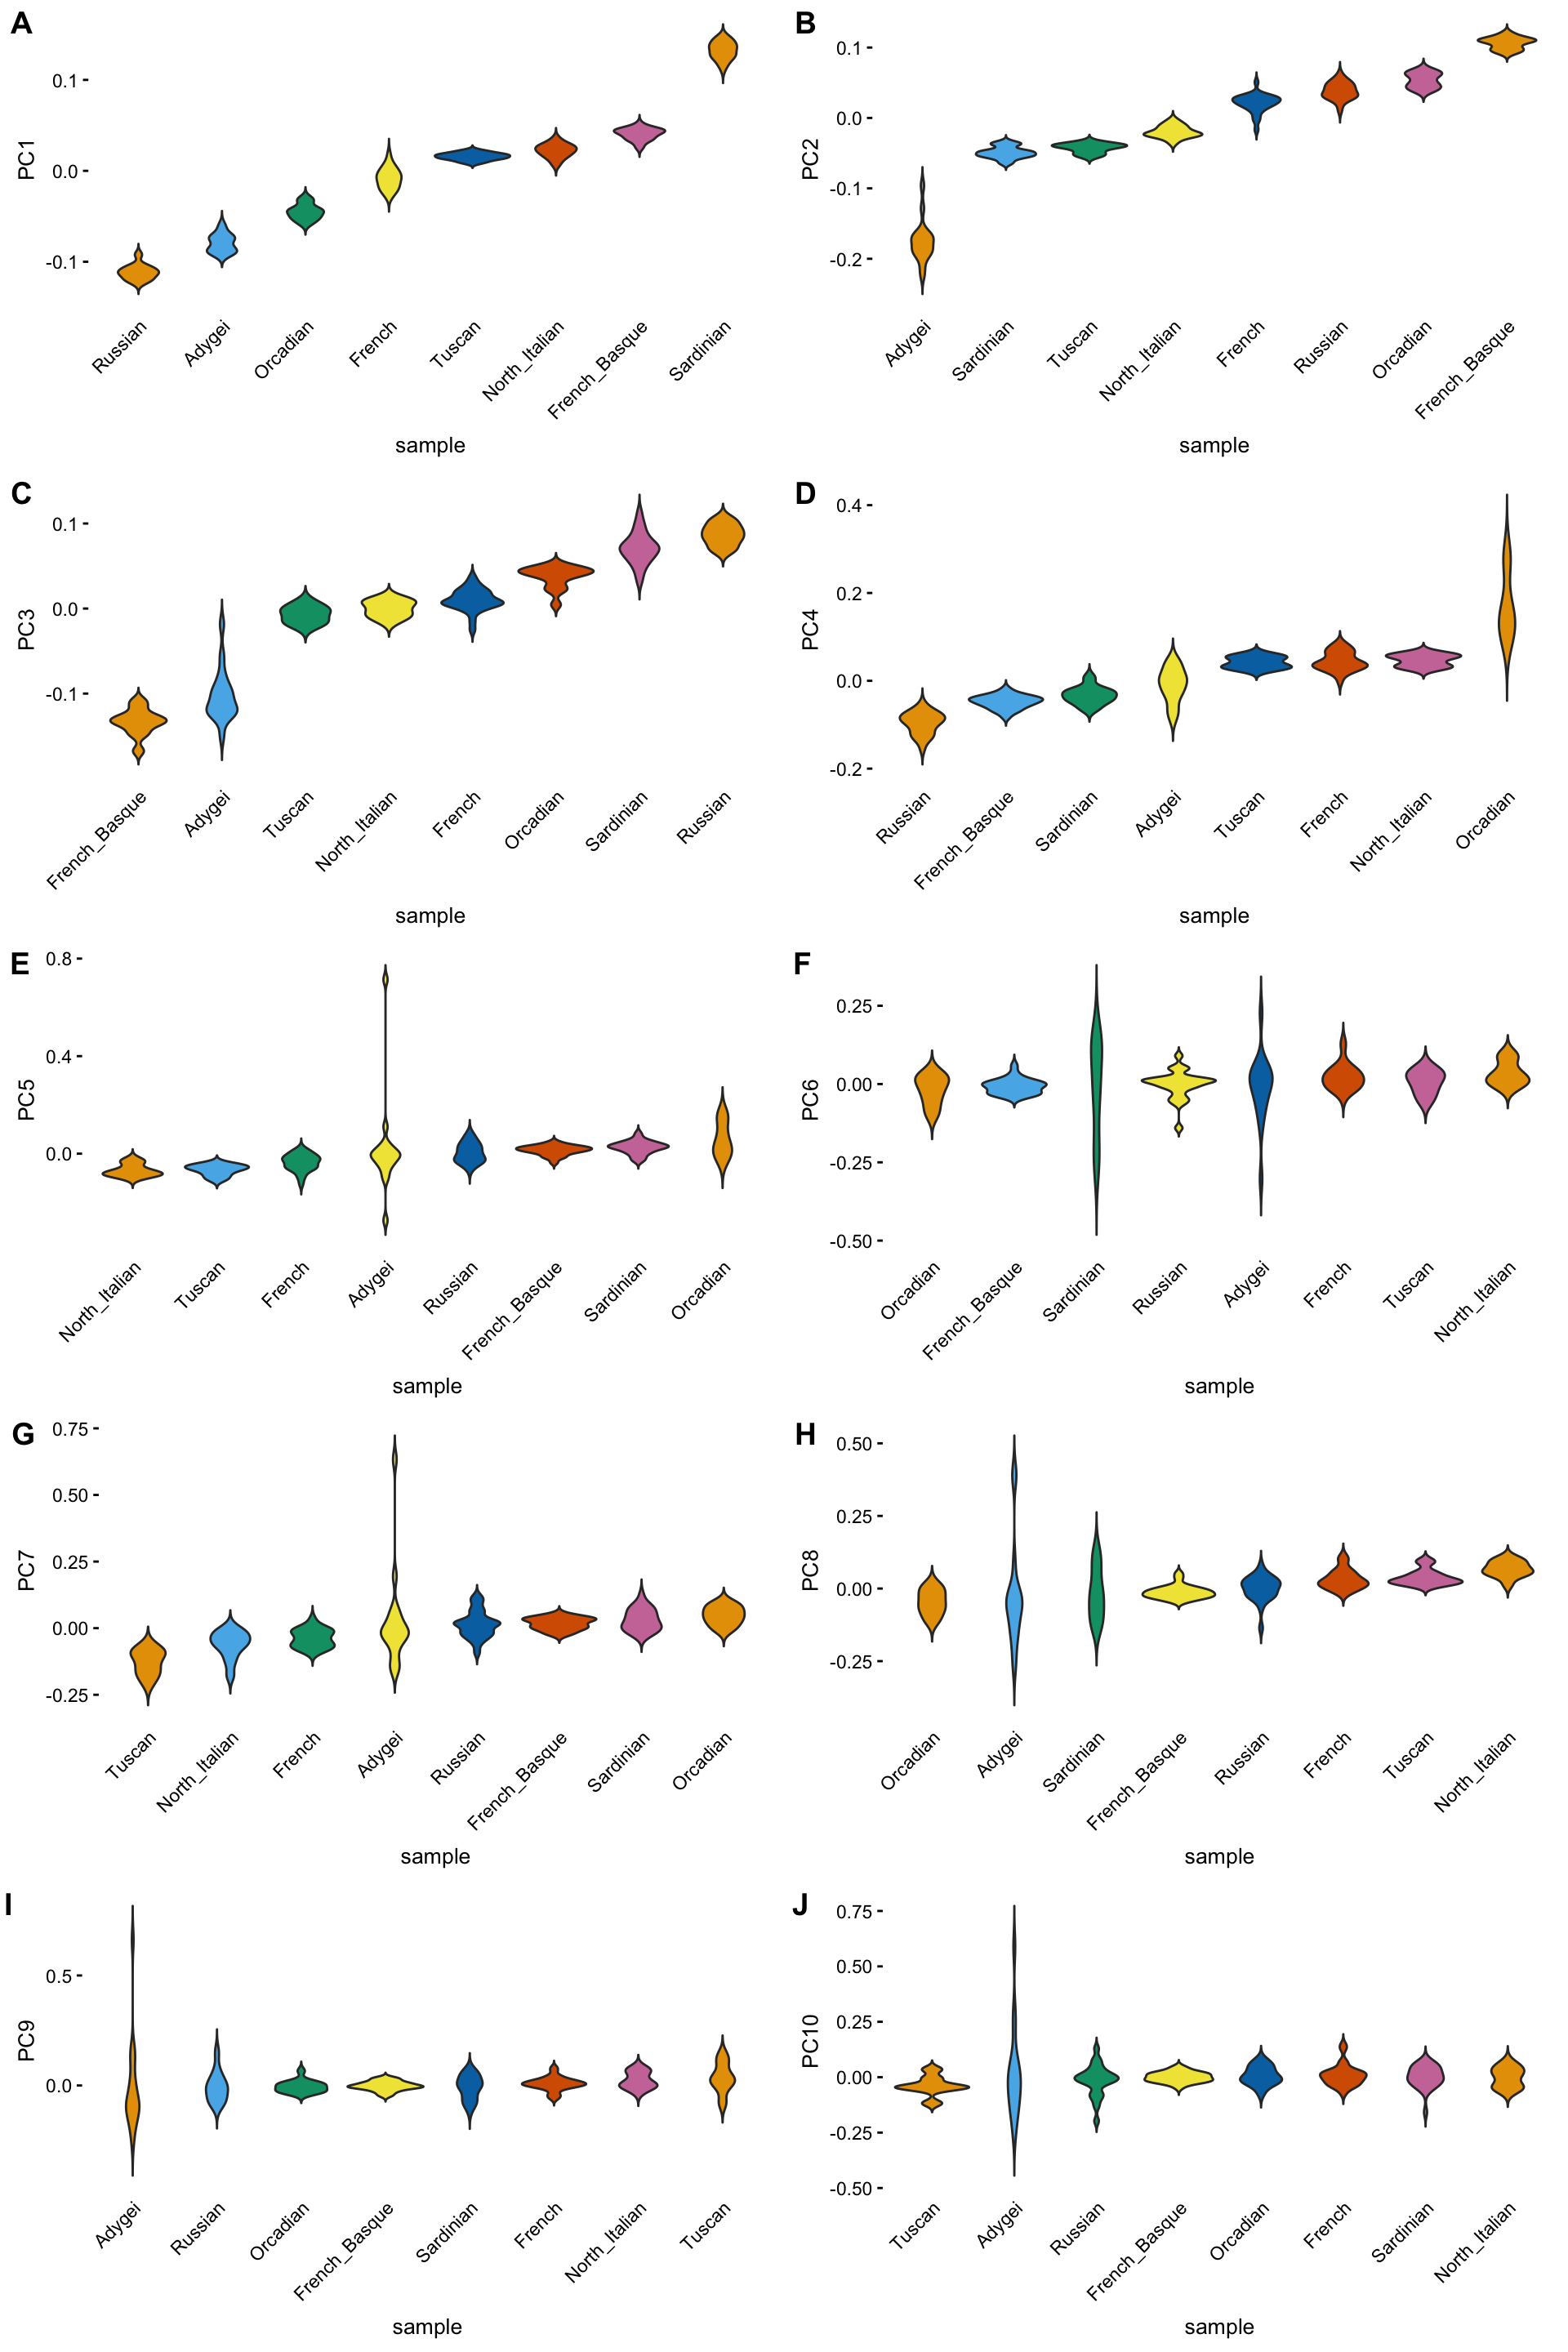 A
PC1
0.1
0.0
-0.1
Russian
Adygei
Orcadian
French
Tuscan
North_Italian
French_Basque
Sardinian
sample
B
PC2
0.1
0.0
-0.1
-0.2
Adygei
Sardinian
Tuscan
North_Italian
French
Russian
Orcadian
French_Basque
sample
C
PC3
0.1
0.0
-0.1
French_Basque
Adygei
Tuscan
North_Italian
French
Orcadian
Sardinian
Russian
sample
D
PC4
0.4
0.2
0.0
-0.2
Russian
French_Basque
Sardinian
Adygei
Tuscan
French
North_Italian
Orcadian
sample
E
PC5
0.8
0.4
0.0
North_Italian
Tuscan
French
Adygei
Russian
French_Basque
Sardinian
Orcadian
sample
F
PC6
0.25
0.00
-0.25
-0.50
Orcadian
French_Basque
Sardinian
Russian
Adygei
French
Tuscan
North_Italian
sample
G
PC7
0.75
0.50
0.25
0.00
-0.25
Tuscan
North_Italian
French
Adygei
Russian
French_Basque
Sardinian
Orcadian
sample
H
PC8
0.50
0.25
0.00
-0.25
Orcadian
Adygei
Sardinian
French_Basque
Russian
French
Tuscan
North_Italian
sample
I
PC9
0.5
0.0
Adygei
Russian
Orcadian
French_Basque
Sardinian
French
North_Italian
Tuscan
sample
J
PC10
0.75
0.50
0.25
0.00
-0.25
-0.50
Tuscan
Adygei
Russian
French_Basque
Orcadian
French
Sardinian
North_Italian
sample